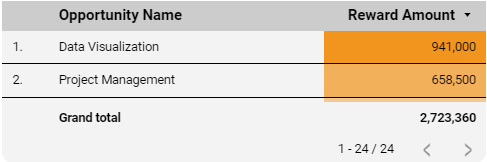 Opportunity Name Reward Amount
1. Data Visualization 941,000
2. Project Management 658,500
Grand total 2,723,360
1 - 24 / 24